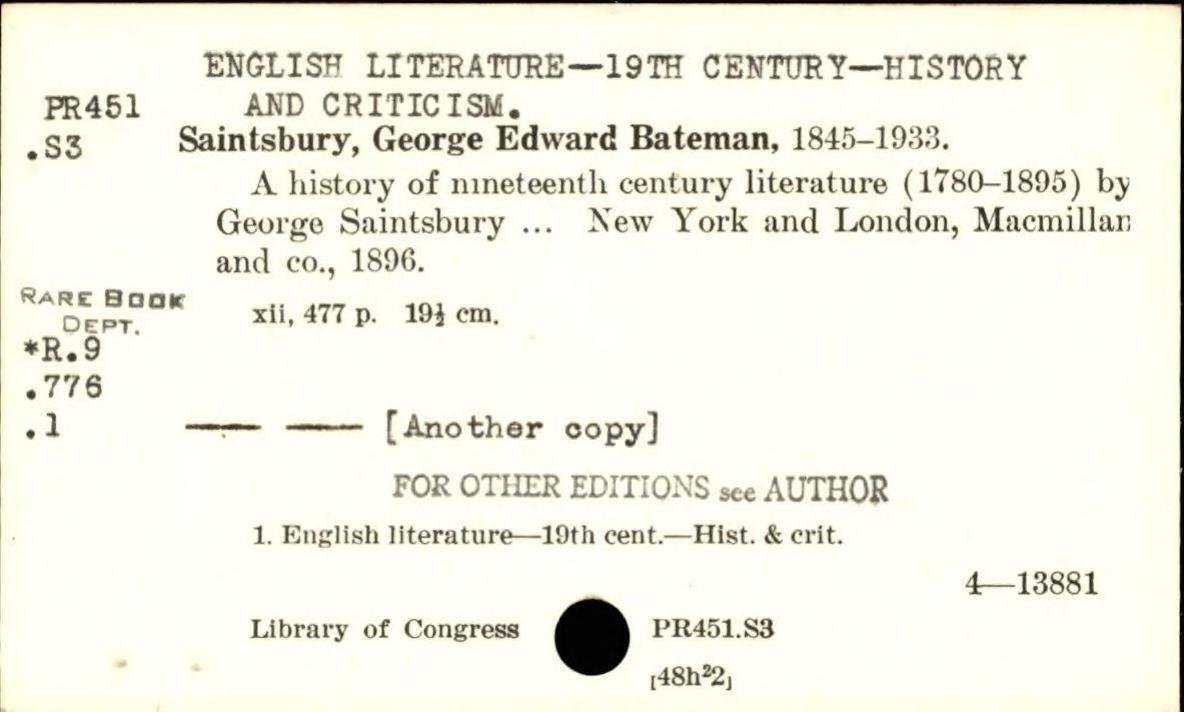 ENGLISH LITERATURE—19TH CENTURY—HISTORY
PR451 AND CRITICISM.
.S3 Saintsbury, George Edward Bateman, 1845–1933.
A history of nineteenth century literature (1780–1895) by
George Saintsbury ... New York and London, Macmillan
and co., 1896.
RARE BOOK
DEPT.
xii, 477 p. 19½ cm.
*R.9
.776
.1 —— —— [Another copy]
FOR OTHER EDITIONS see AUTHOR
1. English literature—19th cent.—Hist. & crit.
4—13881
Library of Congress PR451.S3
[48h²2]